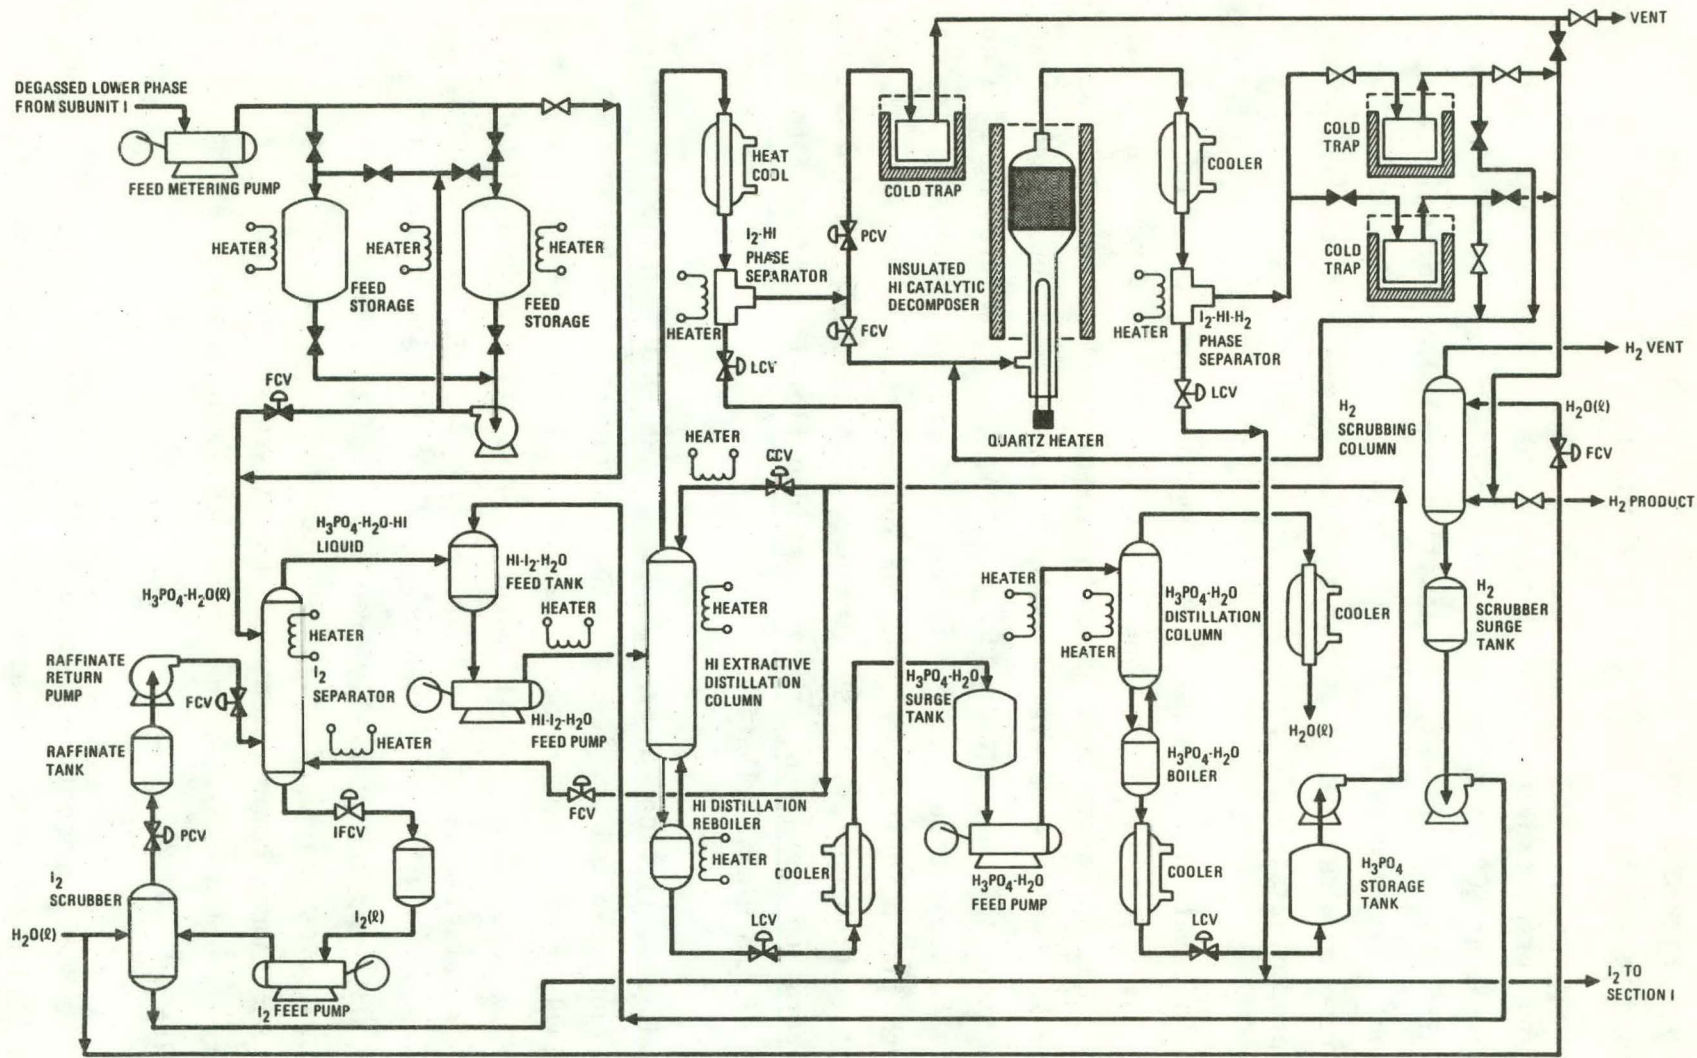 VENT
DEGASSED LOWER PHASE
FROM SUBUNIT I
FEED METERING PUMP
HEATER
HEATER
HEATER
FEED
STORAGE
FEED
STORAGE
FCV
HEAT
COOL
I2-HI
PHASE
SEPARATOR
HEATER
LCV
PCV
FCV
COLD TRAP
INSULATED
HI CATALYTIC
DECOMPOSER
QUARTZ HEATER
COOLER
HEATER
I2-HI-H2
PHASE
SEPARATOR
LCV
COLD
TRAP
COLD
TRAP
H2 VENT
H2O(ℓ)
H2
SCRUBBING
COLUMN
FCV
H2 PRODUCT
H2
SCRUBBER
SURGE
TANK
HEATER
CCV
H3PO4-H2O-HI
LIQUID
HI-I2-H2O
FEED TANK
HEATER
H3PO4-H2O(ℓ)
HEATER
I2
SEPARATOR
RAFFINATE
RETURN
PUMP
FCV
RAFFINATE
TANK
HEATER
HI-I2-H2O
FEED PUMP
HEATER
HI EXTRACTIVE
DISTILLATION
COLUMN
FCV
HI DISTILLATION
REBOILER
HEATER
COOLER
LCV
H3PO4-H2O
SURGE
TANK
H3PO4-H2O
FEED PUMP
HEATER
HEATER
H3PO4-H2O
DISTILLATION
COLUMN
COOLER
H2O(ℓ)
H3PO4-H2O
BOILER
COOLER
LCV
H3PO4
STORAGE
TANK
PCV
IFCV
I2
SCRUBBER
H2O(ℓ)
I2(ℓ)
I2 FEED PUMP
I2 TO
SECTION I